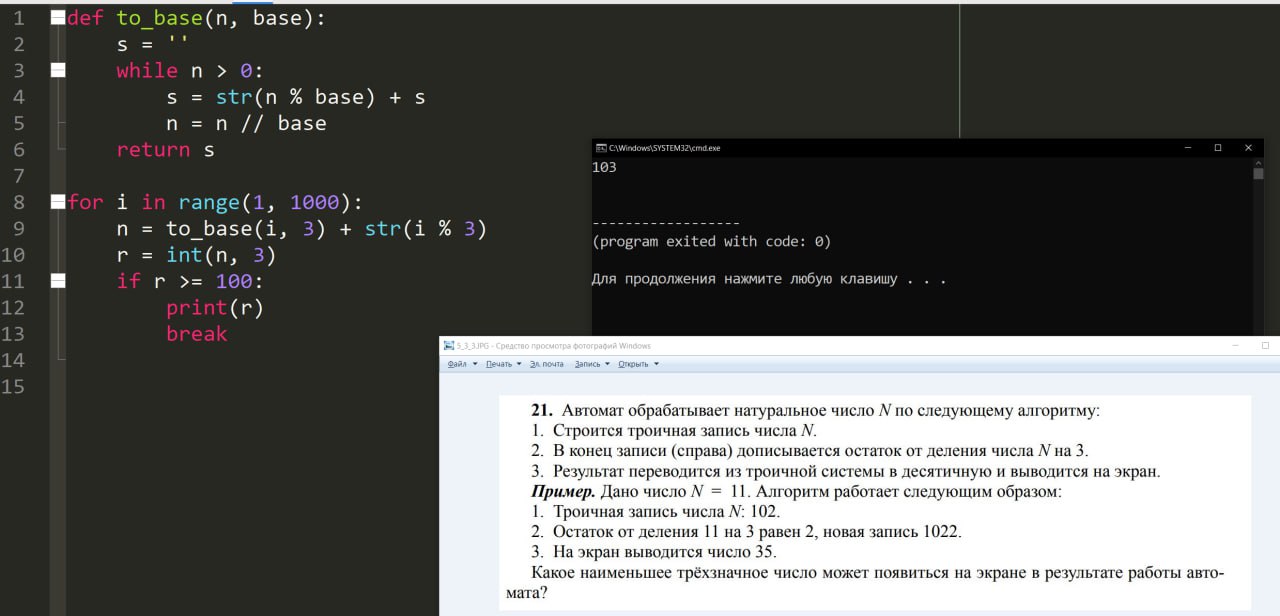 1 def to_base(n, base):
2     s = ''
3     while n > 0:
4         s = str(n % base) + s
5         n = n // base
6     return s
7
8 for i in range(1, 1000):
9     n = to_base(i, 3) + str(i % 3)
10     r = int(n, 3)
11     if r >= 100:
12         print(r)
13         break
14
15
C:\Windows\SYSTEM32\cmd.exe
103
------------------
(program exited with code: 0)
Для продолжения нажмите любую клавишу . . .
5_3_3.JPG - Средство просмотра фотографий Windows
Файл Печать Эл. почта Запись Открыть
21. Автомат обрабатывает натуральное число N по следующему алгоритму:
1. Строится троичная запись числа N.
2. В конец записи (справа) дописывается остаток от деления числа N на 3.
3. Результат переводится из троичной системы в десятичную и выводится на экран.
Пример. Дано число N = 11. Алгоритм работает следующим образом:
1. Троичная запись числа N: 102.
2. Остаток от деления 11 на 3 равен 2, новая запись 1022.
3. На экран выводится число 35.
Какое наименьшее трёхзначное число может появиться на экране в результате работы авто-
мата?